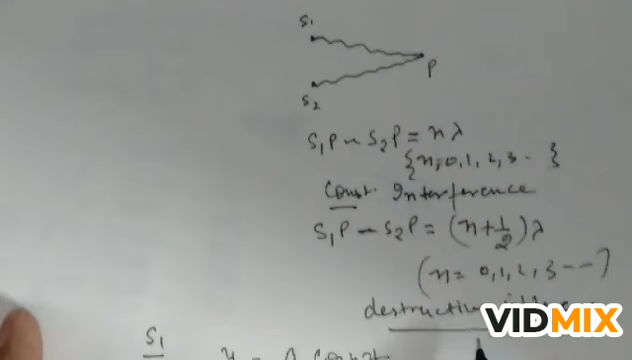 S1
P
S2
S1P ~ S2P = nλ
{n=0,1,2,3 - }
Const. Interference
S1P ~ S2P = (n+1/2)λ
(n = 0,1,2,3 ---)
destructive
VIDMIX
S1